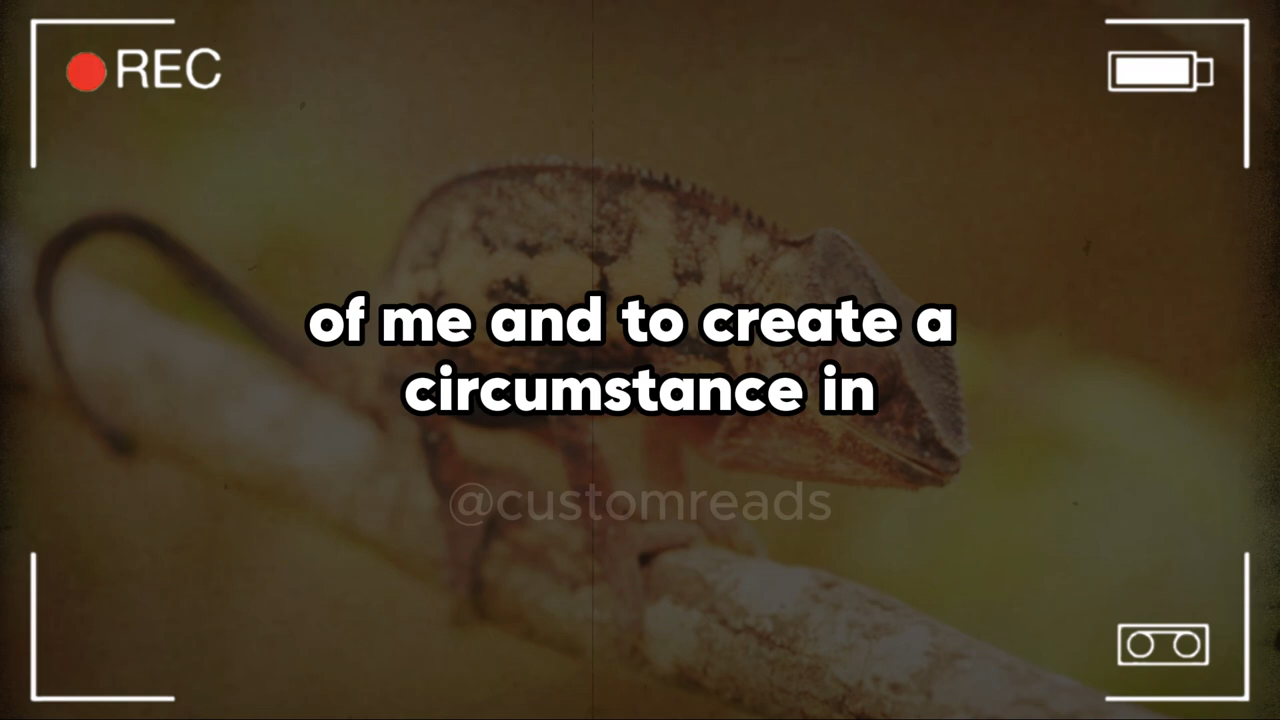 REC
of me and to create a
circumstance in
@customreads